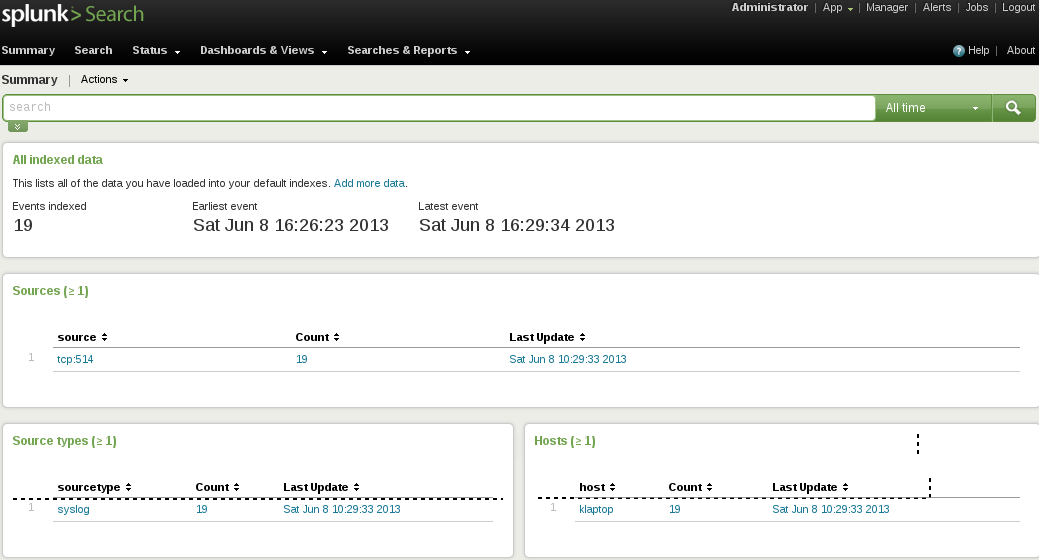 splunk> Search
Administrator | App | Manager | Alerts | Jobs | Logout
Summary Search Status Dashboards & Views Searches & Reports
? Help | About
Summary | Actions
search
All time
All indexed data
This lists all of the data you have loaded into your default indexes. Add more data.
Events indexed Earliest event Latest event
19 Sat Jun 8 16:26:23 2013 Sat Jun 8 16:29:34 2013
Sources (≥ 1)
source Count Last Update
1 tcp:514 19 Sat Jun 8 10:29:33 2013
Source types (≥ 1)
sourcetype Count Last Update
1 syslog 19 Sat Jun 8 10:29:33 2013
Hosts (≥ 1)
host Count Last Update
1 klaptop 19 Sat Jun 8 10:29:33 2013